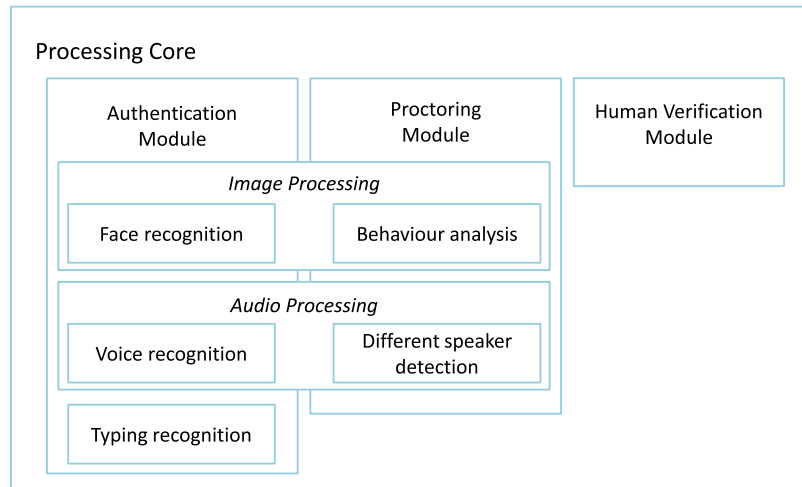 Processing Core
Authentication
Module
Proctoring
Module
Human Verification
Module
Image Processing
Face recognition
Behaviour analysis
Audio Processing
Voice recognition
Different speaker
detection
Typing recognition